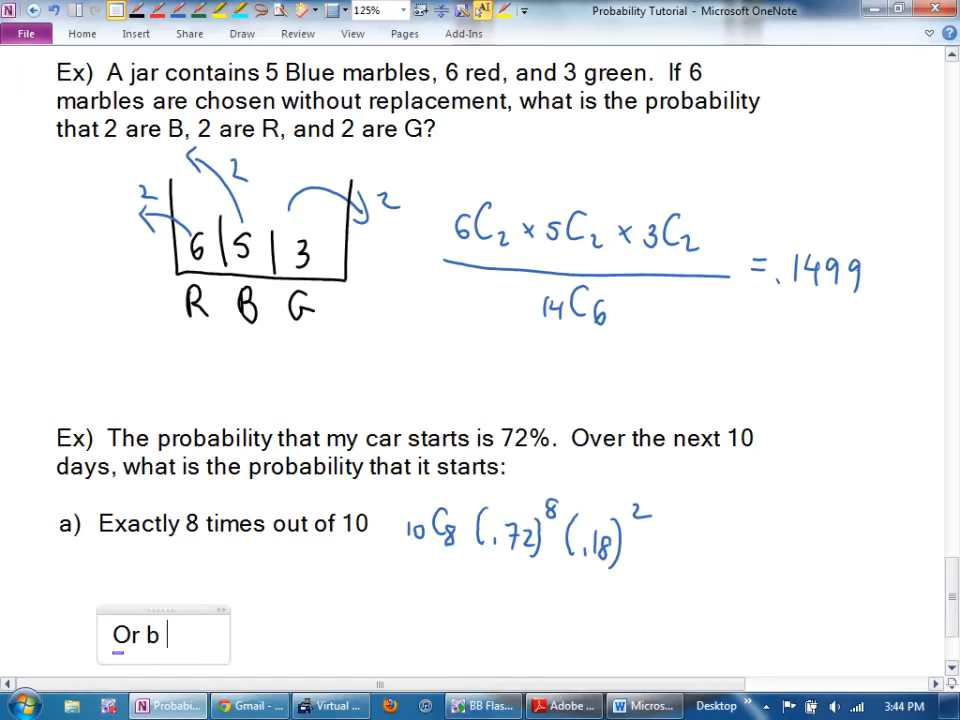 125%
Probability Tutorial - Microsoft OneNote
File Home Insert Share Draw Review View Pages Add-Ins
Ex) A jar contains 5 Blue marbles, 6 red, and 3 green. If 6
marbles are chosen without replacement, what is the probability
that 2 are B, 2 are R, and 2 are G?
2 2 2
6 | 5 | 3
R B G
6C2 × 5C2 × 3C2
14C6
= .1499
Ex) The probability that my car starts is 72%. Over the next 10
days, what is the probability that it starts:
a) Exactly 8 times out of 10
10C8 (.72)^8 (.18)^2
Or b
Probabi... Gmail - ... Virtual ... BB Flas... Adobe ... Micros... Desktop 3:44 PM